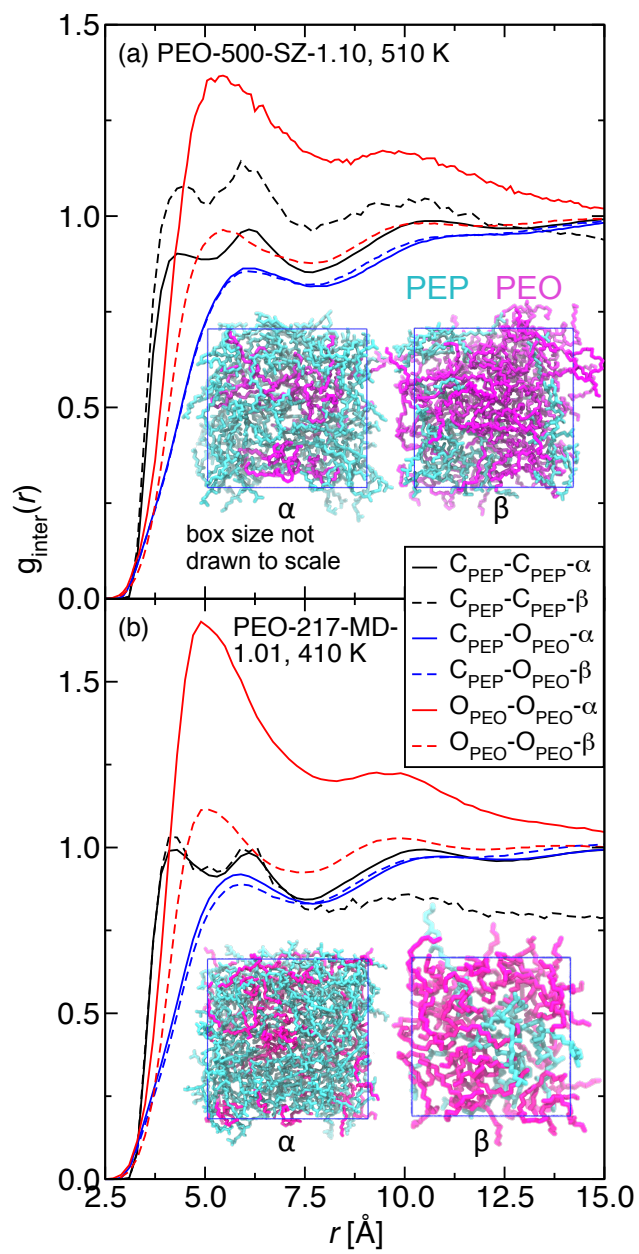 1.5
(a) PEO-500-SZ-1.10, 510 K
1.0
PEP PEO
0.5
α β
box size not
drawn to scale
0.0
g_inter(r)
C_PEP-C_PEP-α
C_PEP-C_PEP-β
C_PEP-O_PEO-α
C_PEP-O_PEO-β
O_PEO-O_PEO-α
O_PEO-O_PEO-β
(b) PEO-217-MD-
1.01, 410 K
1.5
1.0
0.5
α β
0.0
2.5 5.0 7.5 10.0 12.5 15.0
r [Å]